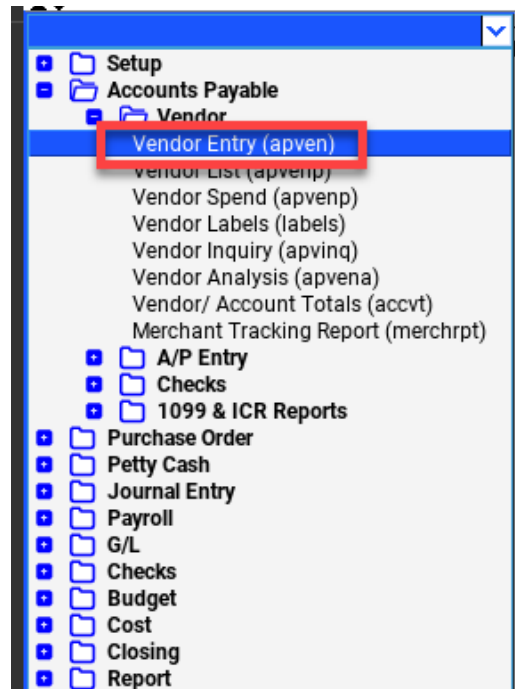 Setup
Accounts Payable
Vendor
Vendor Entry (apven)
Vendor List (apvenp)
Vendor Spend (apvenp)
Vendor Labels (labels)
Vendor Inquiry (apvinq)
Vendor Analysis (apvena)
Vendor/ Account Totals (accvt)
Merchant Tracking Report (merchrpt)
A/P Entry
Checks
1099 & ICR Reports
Purchase Order
Petty Cash
Journal Entry
Payroll
G/L
Checks
Budget
Cost
Closing
Report